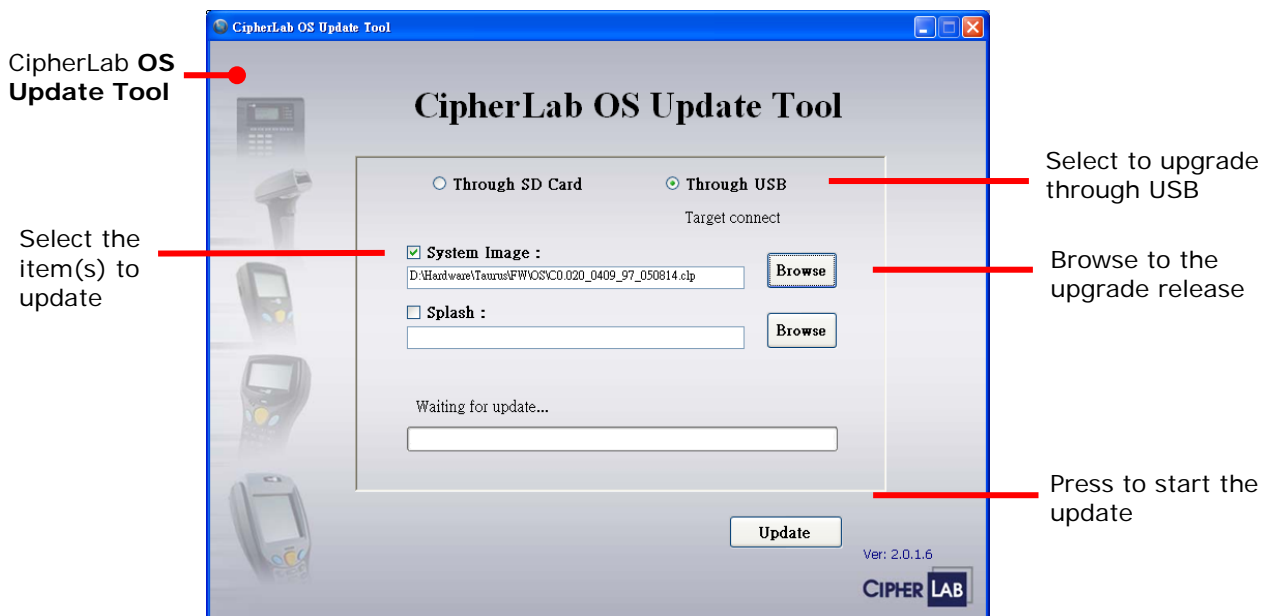 CipherLab OS Update Tool
CipherLab OS
Update Tool
CipherLab OS Update Tool
Through SD Card
Through USB
Select to upgrade
through USB
Target connect
Select the
item(s) to
update
System Image :
D:\Hardware\Taurus\FW\OS\C0.020_0409_97_050814.clp
Browse
Browse to the
upgrade release
Splash :
Browse
Waiting for update...
Press to start the
update
Update
Ver: 2.0.1.6
CIPHER LAB